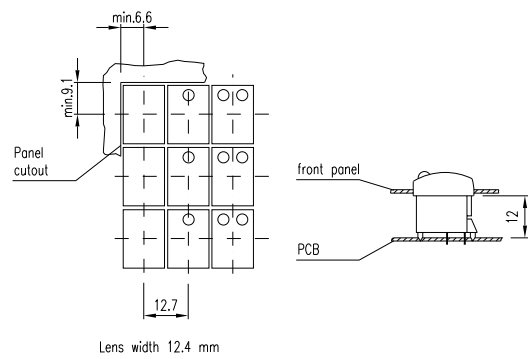 min.6.6
min.9.1
Panel
cutout
front panel
12
PCB
12.7
Lens width 12.4 mm